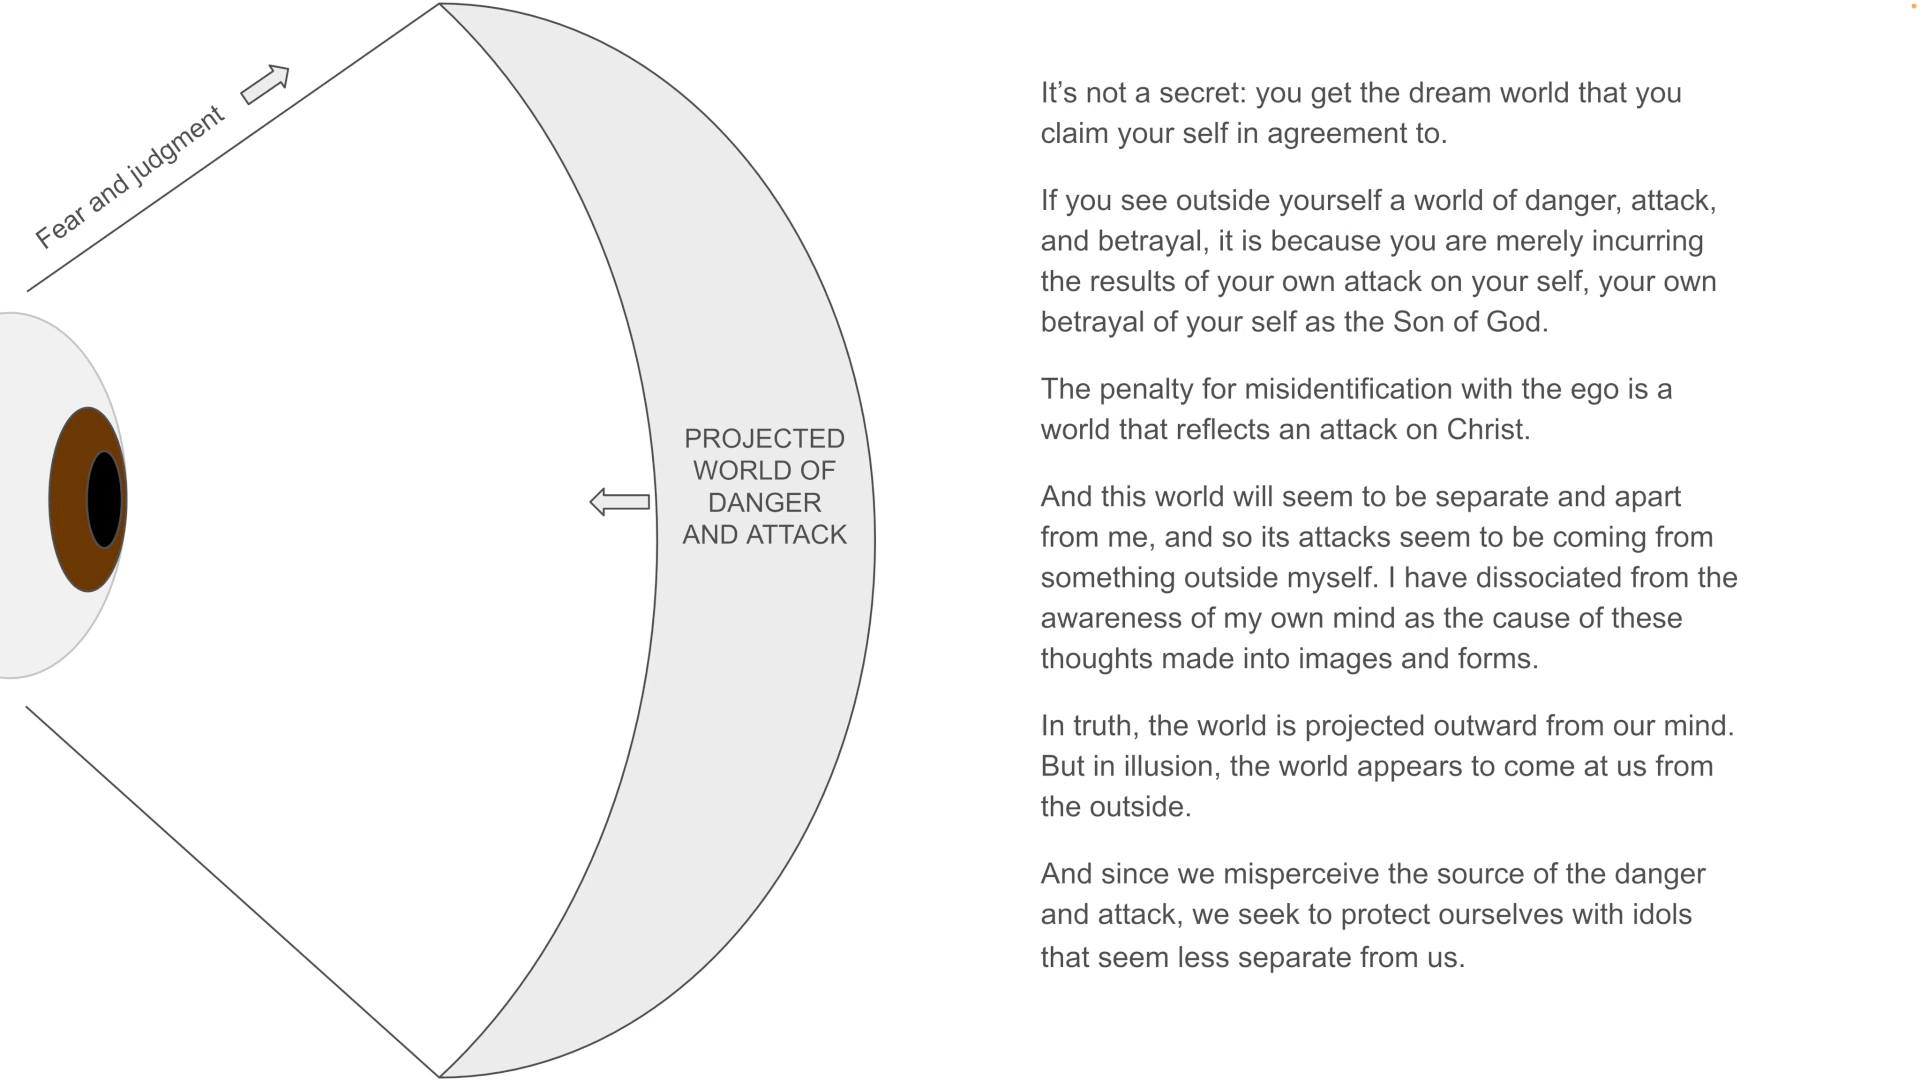 Fear and judgment
PROJECTED
WORLD OF
DANGER
AND ATTACK
It’s not a secret: you get the dream world that you
claim your self in agreement to.
If you see outside yourself a world of danger, attack,
and betrayal, it is because you are merely incurring
the results of your own attack on your self, your own
betrayal of your self as the Son of God.
The penalty for misidentification with the ego is a
world that reflects an attack on Christ.
And this world will seem to be separate and apart
from me, and so its attacks seem to be coming from
something outside myself. I have dissociated from the
awareness of my own mind as the cause of these
thoughts made into images and forms.
In truth, the world is projected outward from our mind.
But in illusion, the world appears to come at us from
the outside.
And since we misperceive the source of the danger
and attack, we seek to protect ourselves with idols
that seem less separate from us.